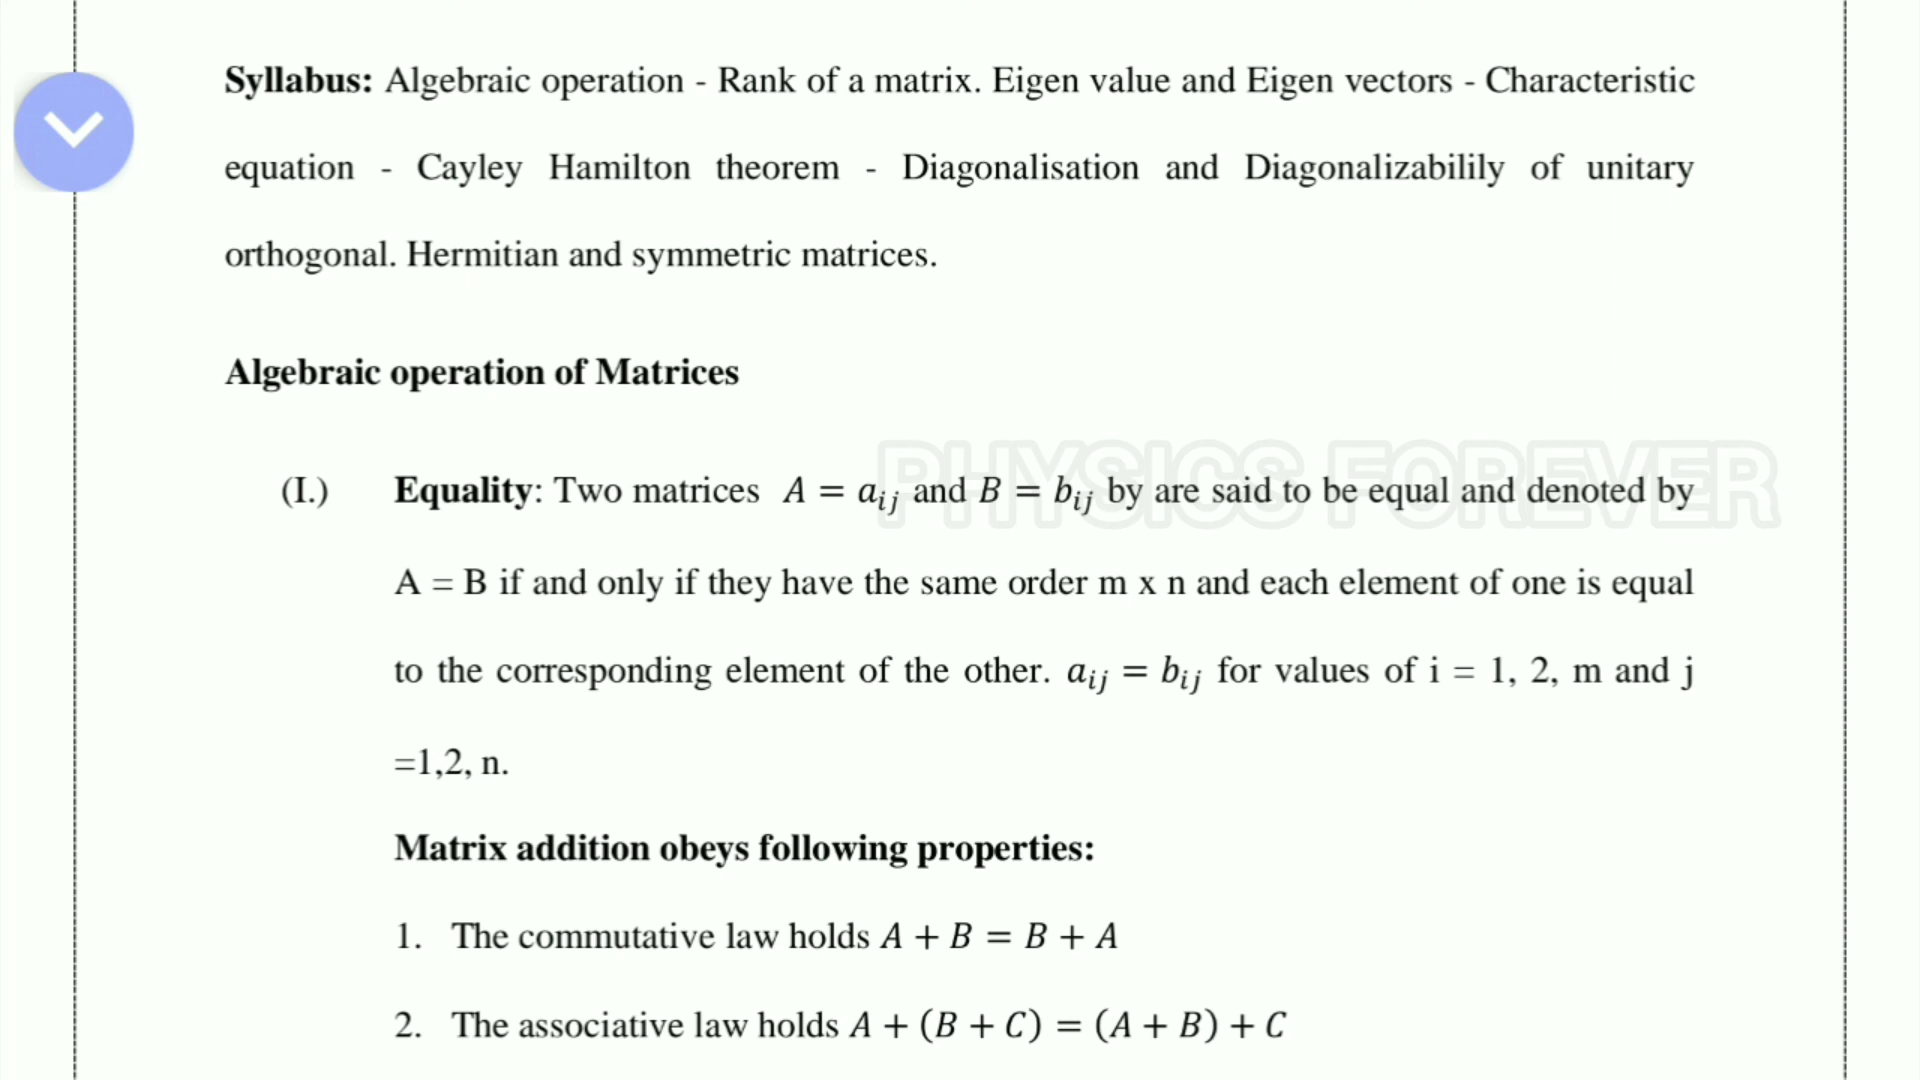 Syllabus: Algebraic operation - Rank of a matrix. Eigen value and Eigen vectors - Characteristic
equation - Cayley Hamilton theorem - Diagonalisation and Diagonalizabilily of unitary
orthogonal. Hermitian and symmetric matrices.
Algebraic operation of Matrices
PHYSICS FOREVER
(I.) Equality: Two matrices A = aᵢⱼ and B = bᵢⱼ by are said to be equal and denoted by
A = B if and only if they have the same order m x n and each element of one is equal
to the corresponding element of the other. aᵢⱼ = bᵢⱼ for values of i = 1, 2, m and j
=1,2, n.
Matrix addition obeys following properties:
1. The commutative law holds A + B = B + A
2. The associative law holds A + (B + C) = (A + B) + C